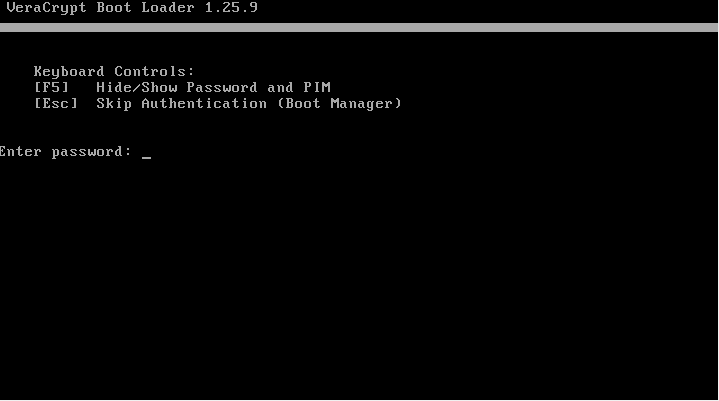 VeraCrypt Boot Loader 1.25.9
Keyboard Controls:
[F5] Hide/Show Password and PIM
[Esc] Skip Authentication (Boot Manager)
Enter password: _